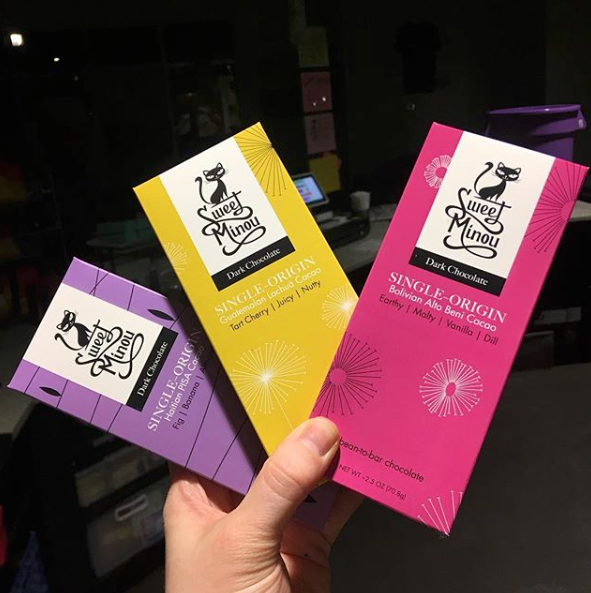 Sweet
Minou
Dark Chocolate
SINGLE-ORIGIN
Haitian PISA
Fig | Banana |
Sweet
Minou
Dark Chocolate
SINGLE-ORIGIN
Guatemalan Lachuá Cacao
Tart Cherry | Juicy | Nutty
Sweet
Minou
Dark Chocolate
SINGLE-ORIGIN
Bolivian Alto Beni Cacao
Earthy | Malty | Vanilla | Dill
bean-to-bar chocolate
NET WT ~2.5 OZ (70.8g)